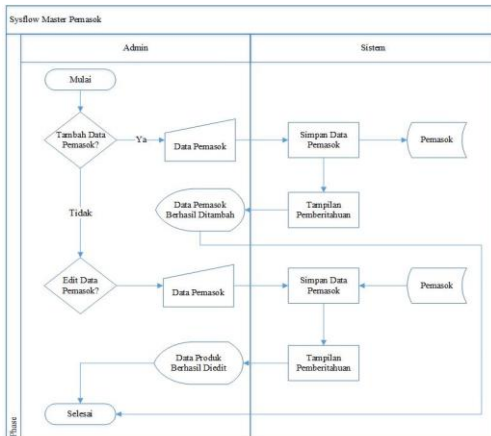 Sysflow Master Pemasok
Admin
Sistem
Mulai
Tambah Data
Pemasok?
Ya
Data Pemasok
Simpan Data
Pemasok
Pemasok
Data Pemasok
Berhasil Ditambah
Tampilan
Pemberitahuan
Tidak
Edit Data
Pemasok?
Data Pemasok
Simpan Data
Pemasok
Pemasok
Data Produk
Berhasil Diedit
Tampilan
Pemberitahuan
Selesai
Phase